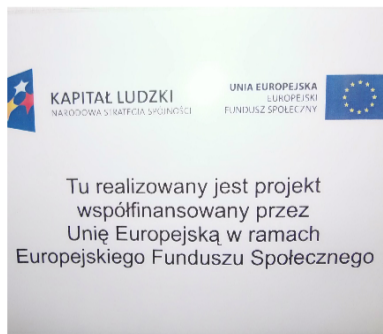 KAPITAŁ LUDZKI
NARODOWA STRATEGIA SPÓJNOŚCI
UNIA EUROPEJSKA
EUROPEJSKI
FUNDUSZ SPOŁECZNY
Tu realizowany jest projekt
współfinansowany przez
Unię Europejską w ramach
Europejskiego Funduszu Społecznego